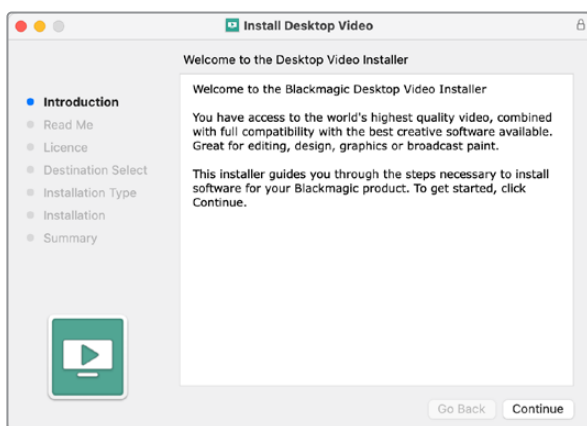 Install Desktop Video
Welcome to the Desktop Video Installer
Introduction
Read Me
Licence
Destination Select
Installation Type
Installation
Summary
Welcome to the Blackmagic Desktop Video Installer
You have access to the world's highest quality video, combined
with full compatibility with the best creative software available.
Great for editing, design, graphics or broadcast paint.
This installer guides you through the steps necessary to install
software for your Blackmagic product. To get started, click
Continue.
Go Back
Continue